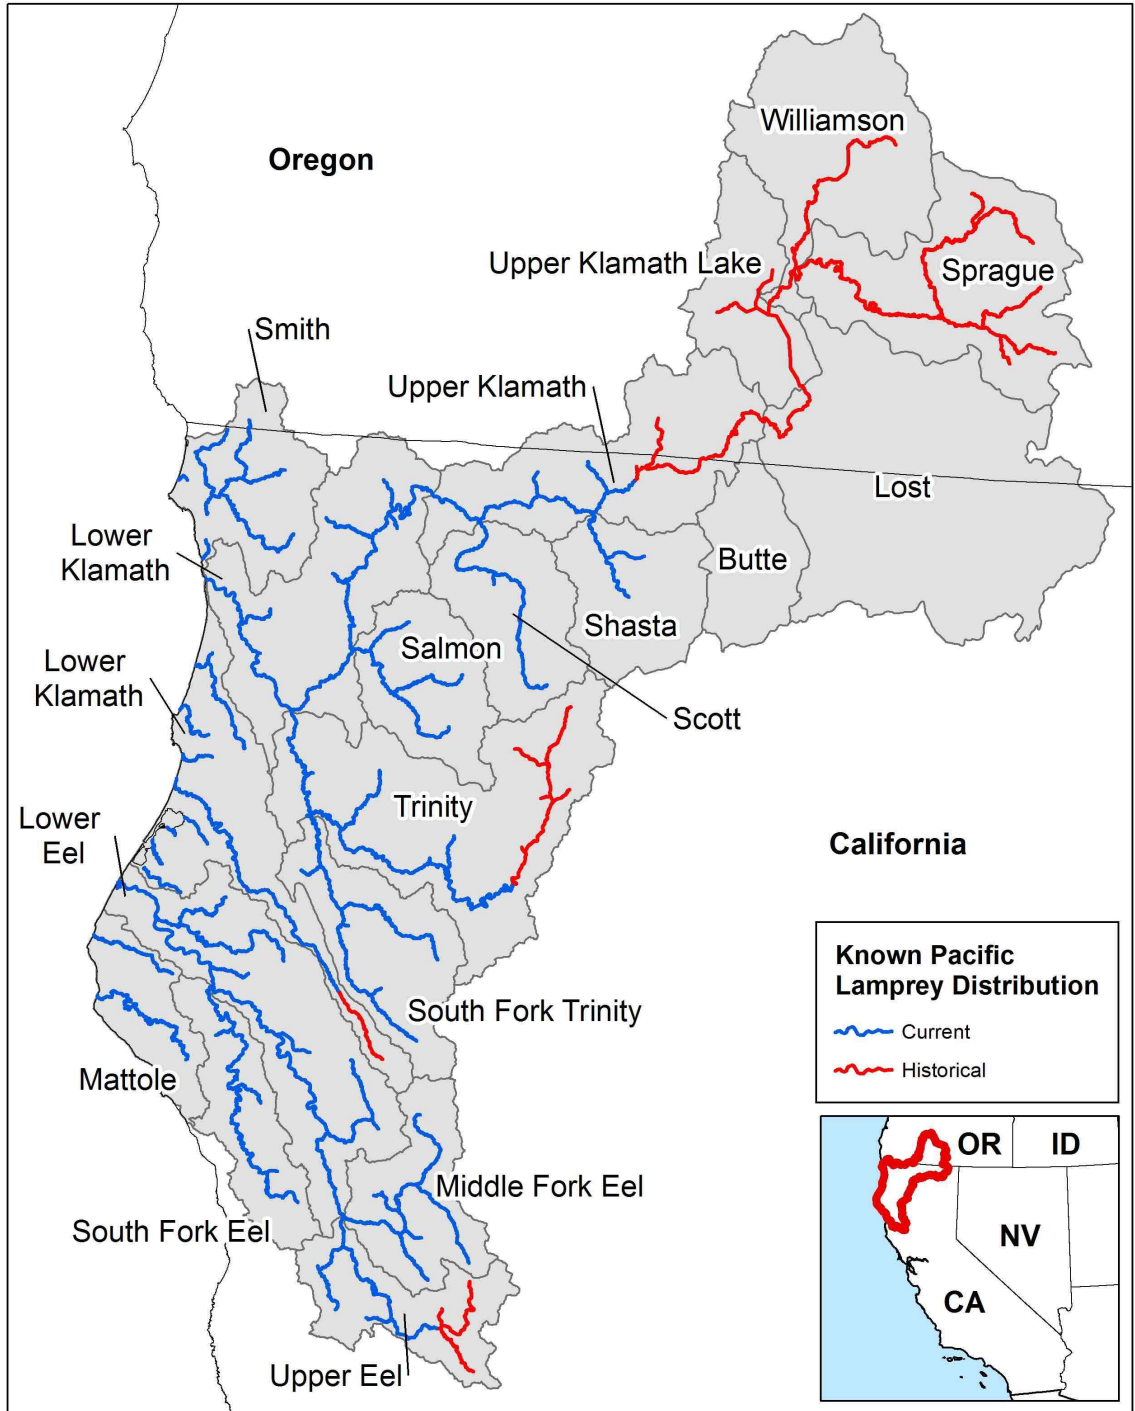 Williamson
Oregon
Upper Klamath Lake
Sprague
Smith
Upper Klamath
Lost
Lower
Klamath
Butte
Shasta
Salmon
Lower
Klamath
Scott
Trinity
Lower
Eel
California
Known Pacific
Lamprey Distribution
Current
Historical
South Fork Trinity
Mattole
Middle Fork Eel
South Fork Eel
Upper Eel
OR
ID
NV
CA